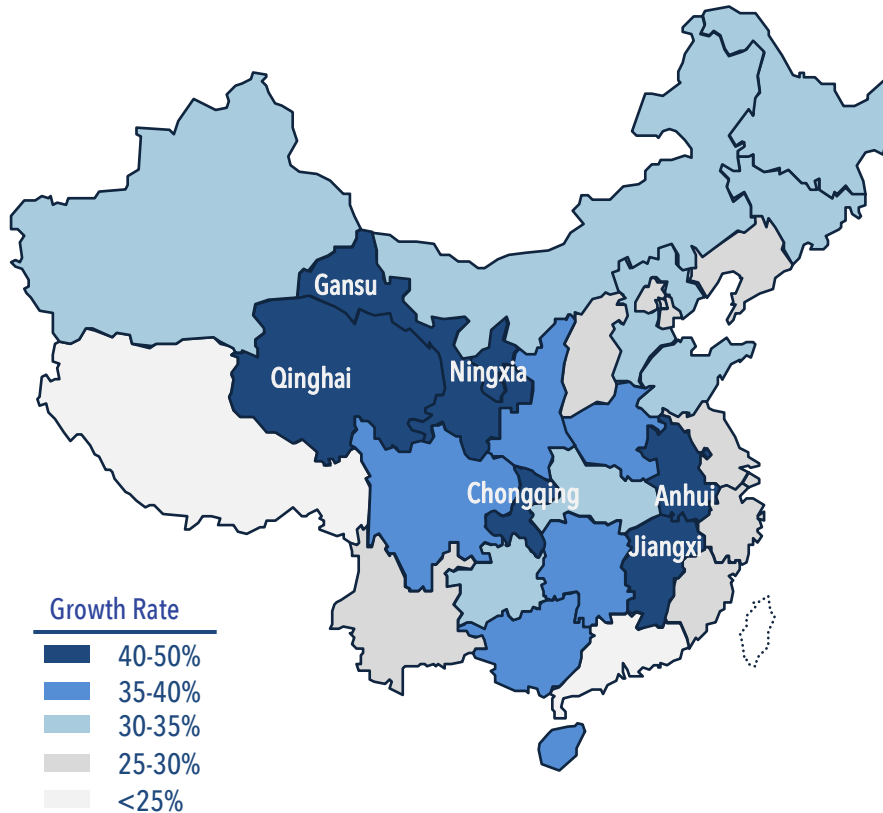 Gansu
Qinghai
Ningxia
Chongqing
Anhui
Jiangxi
Growth Rate
40-50%
35-40%
30-35%
25-30%
<25%